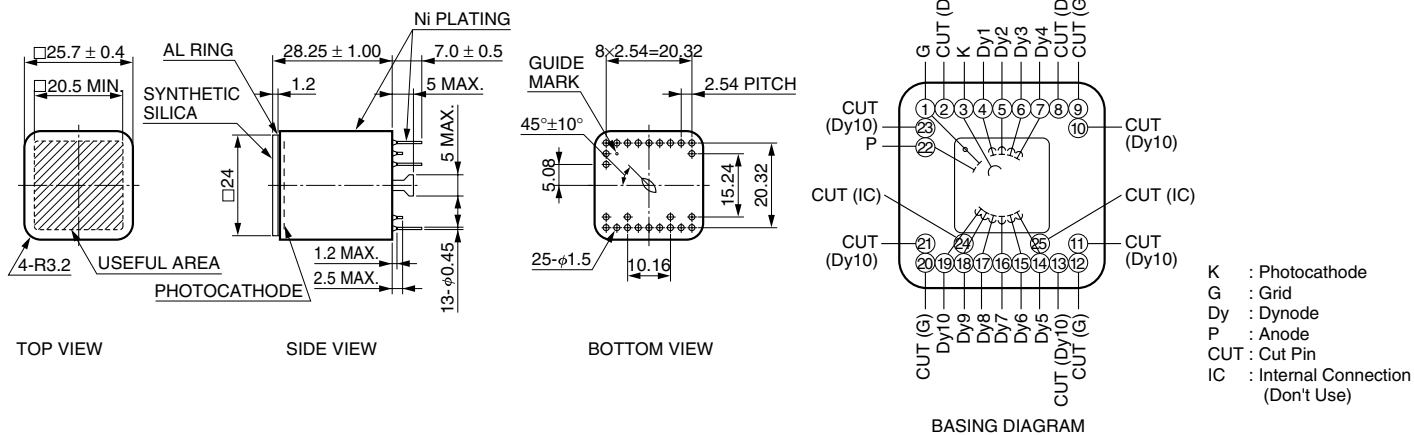 □25.7 ± 0.4
□20.5 MIN.
4-R3.2
USEFUL AREA
TOP VIEW
AL RING
SYNTHETIC
SILICA
28.25 ± 1.00
Ni PLATING
7.0 ± 0.5
1.2
5 MAX.
5 MAX.
□24
1.2 MAX.
2.5 MAX.
13-φ0.45
PHOTOCATHODE
SIDE VIEW
8×2.54=20.32
GUIDE
MARK
2.54 PITCH
45°±10°
5.08
15.24
20.32
25-φ1.5
10.16
BOTTOM VIEW
G
CUT (D
K
Dy1
Dy2
Dy3
Dy4
CUT (D
CUT (G
1 2 3 4 5 6 7 8 9
CUT
(Dy10)
23
10
CUT
(Dy10)
P
22
CUT (IC)
CUT (IC)
CUT
(Dy10)
21
24
25
11
CUT
(Dy10)
20 19 18 17 16 15 14 13 12
CUT (G)
Dy10
Dy9
Dy8
Dy7
Dy6
Dy5
CUT (Dy10)
CUT (G)
BASING DIAGRAM
K : Photocathode
G : Grid
Dy : Dynode
P : Anode
CUT : Cut Pin
IC : Internal Connection
(Don't Use)